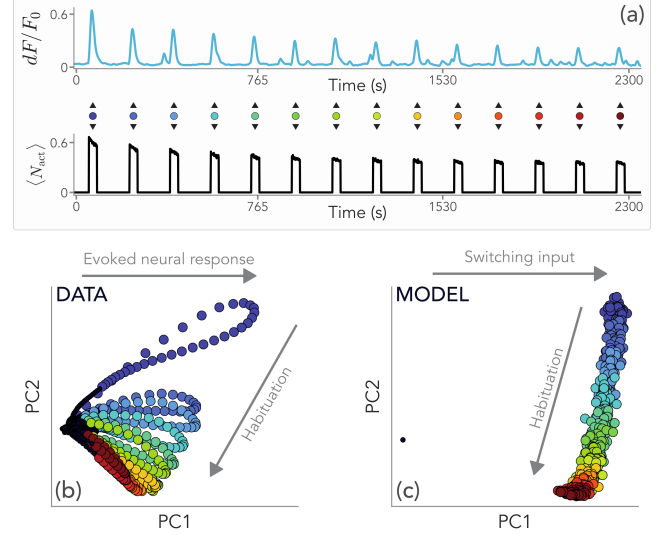 (a)
dF/F₀
0.6
0
0 765 1530 2300
Time (s)
⟨N_act⟩
0.6
0
0 765 1530 2300
Time (s)
Evoked neural response
DATA
Habituation
PC2
(b)
PC1
Switching input
MODEL
Habituation
PC2
(c)
PC1